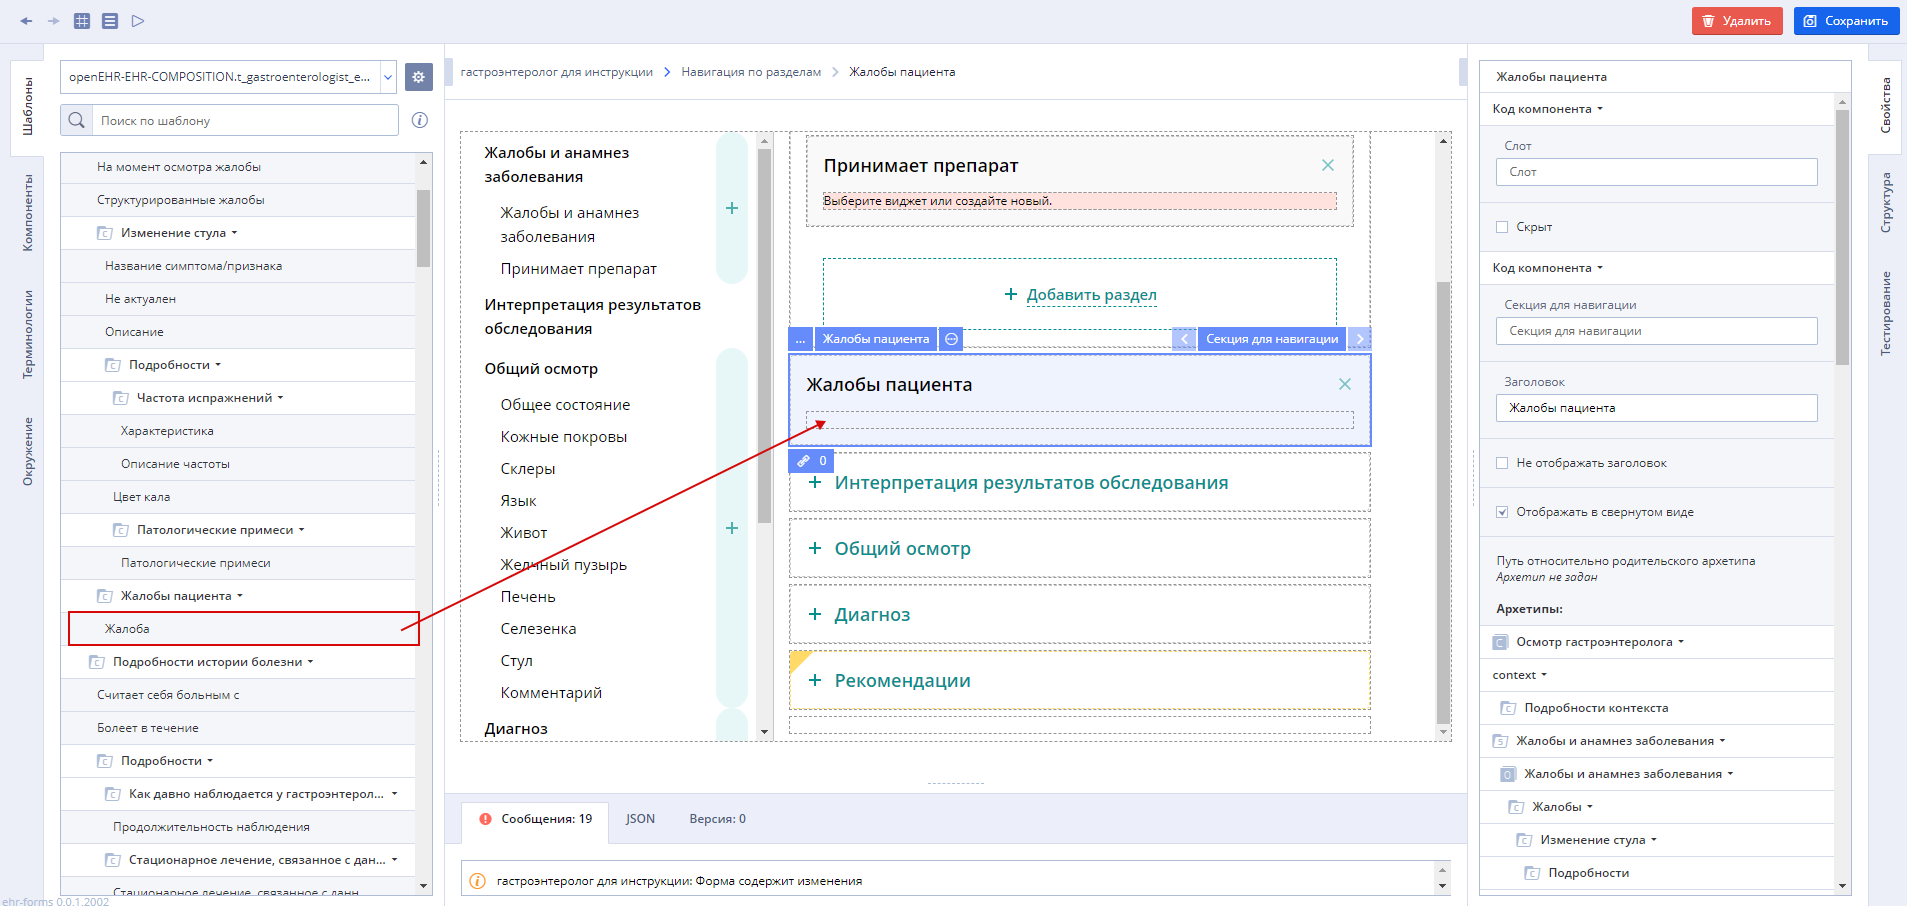 Удалить
Сохранить
Шаблоны
Компоненты
Терминологии
Окружение
openEHR-EHR-COMPOSITION.t_gastroenterologist_e...
Поиск по шаблону
На момент осмотра жалобы
Структурированные жалобы
Изменение стула
Название симптома/признака
Не актуален
Описание
Подробности
Частота испражнений
Характеристика
Описание частоты
Цвет кала
Патологические примеси
Патологические примеси
Жалобы пациента
Жалоба
Подробности истории болезни
Считает себя больным с
Болеет в течение
Подробности
Как давно наблюдается у гастроэнтерол...
Продолжительность наблюдения
Стационарное лечение, связанное с дан...
Стационарное лечение, связанное с данн
ehr-forms 0.0.1.2002
гастроэнтеролог для инструкции
Навигация по разделам
Жалобы пациента
Жалобы и анамнез
заболевания
Жалобы и анамнез
заболевания
Принимает препарат
Интерпретация результатов
обследования
Общий осмотр
Общее состояние
Кожные покровы
Склеры
Язык
Живот
Желчный пузырь
Печень
Селезенка
Стул
Комментарий
Диагноз
Принимает препарат
Выберите виджет или создайте новый.
+ Добавить раздел
... Жалобы пациента
Секция для навигации
Жалобы пациента
0
+ Интерпретация результатов обследования
+ Общий осмотр
+ Диагноз
+ Рекомендации
Сообщения: 19
JSON
Версия: 0
гастроэнтеролог для инструкции: Форма содержит изменения
Жалобы пациента
Код компонента
Слот
Слот
Скрыт
Код компонента
Секция для навигации
Секция для навигации
Заголовок
Жалобы пациента
Не отображать заголовок
Отображать в свернутом виде
Путь относительно родительского архетипа
Архетип не задан
Архетипы:
Осмотр гастроэнтеролога
context
Подробности контекста
Жалобы и анамнез заболевания
Жалобы и анамнез заболевания
Жалобы
Изменение стула
Подробности
Свойства
Структура
Тестирование